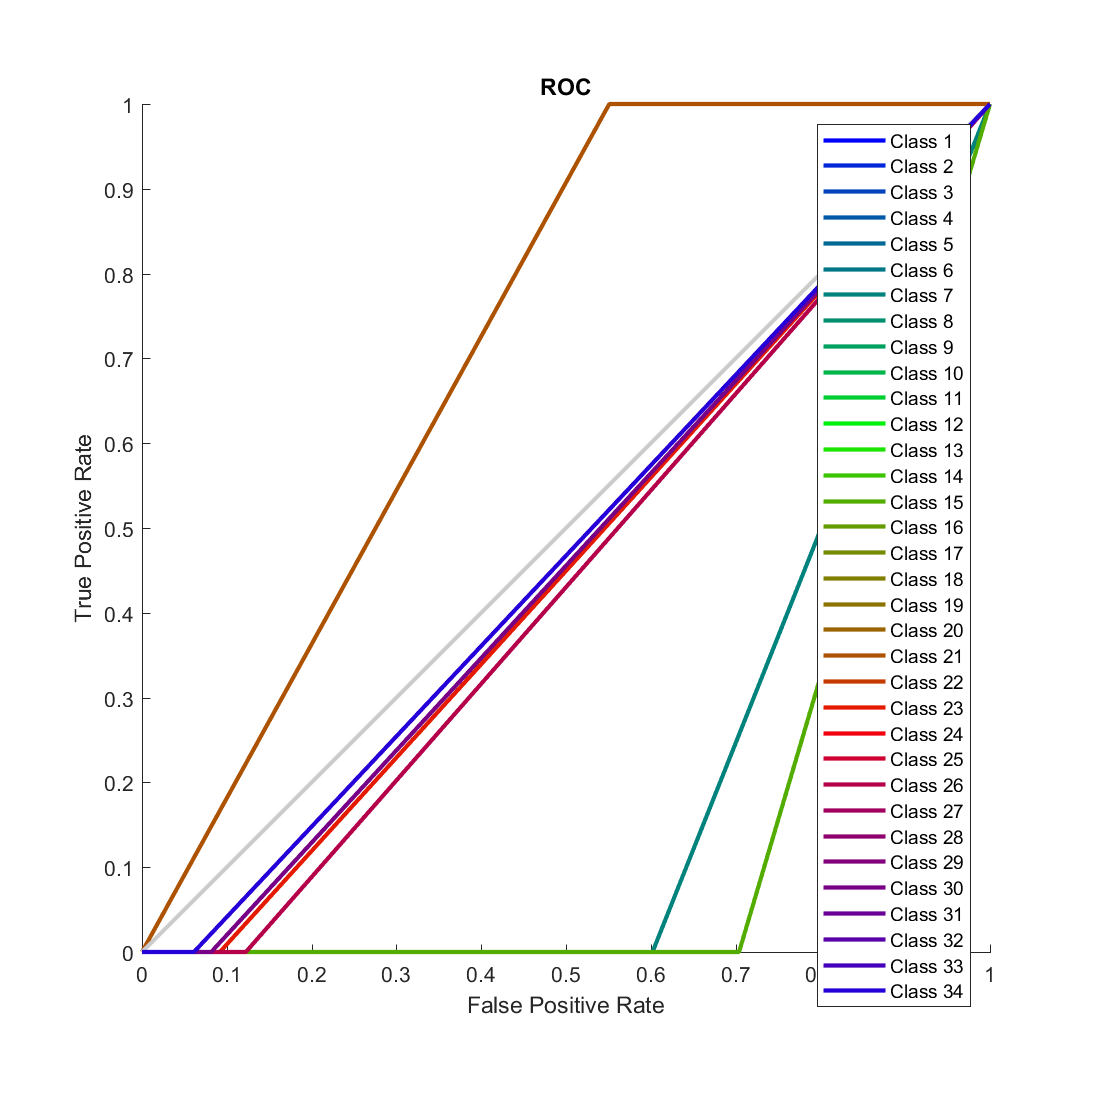 ROC
1
0.9
0.8
0.7
0.6
0.5
0.4
0.3
0.2
0.1
0
True Positive Rate
0 0.1 0.2 0.3 0.4 0.5 0.6 0.7 1
False Positive Rate
Class 1
Class 2
Class 3
Class 4
Class 5
Class 6
Class 7
Class 8
Class 9
Class 10
Class 11
Class 12
Class 13
Class 14
Class 15
Class 16
Class 17
Class 18
Class 19
Class 20
Class 21
Class 22
Class 23
Class 24
Class 25
Class 26
Class 27
Class 28
Class 29
Class 30
Class 31
Class 32
Class 33
Class 34